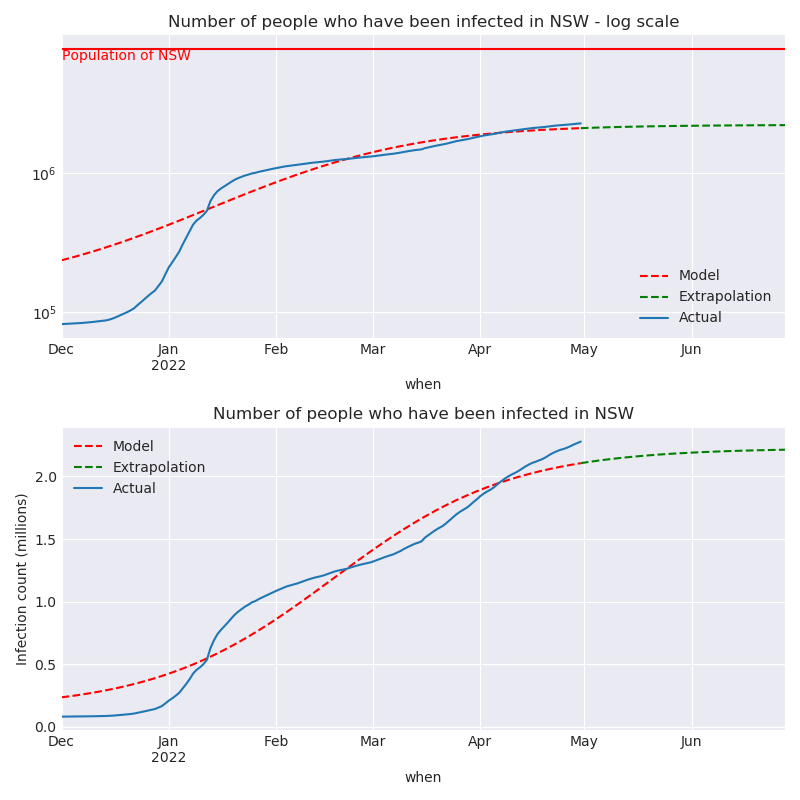 Number of people who have been infected in NSW - log scale
Population of NSW
10^6
10^5
Model
Extrapolation
Actual
Dec
Jan
2022
Feb
Mar
Apr
May
Jun
when
Number of people who have been infected in NSW
Model
Extrapolation
Actual
Infection count (millions)
2.0
1.5
1.0
0.5
0.0
Dec
Jan
2022
Feb
Mar
Apr
May
Jun
when